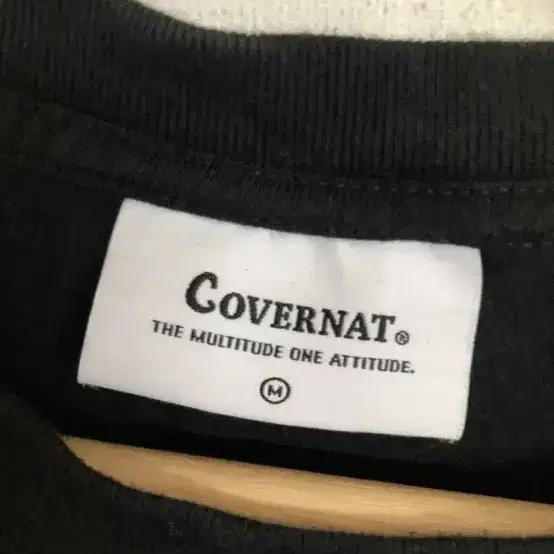 COVERNAT®
THE MULTITUDE ONE ATTITUDE.
M